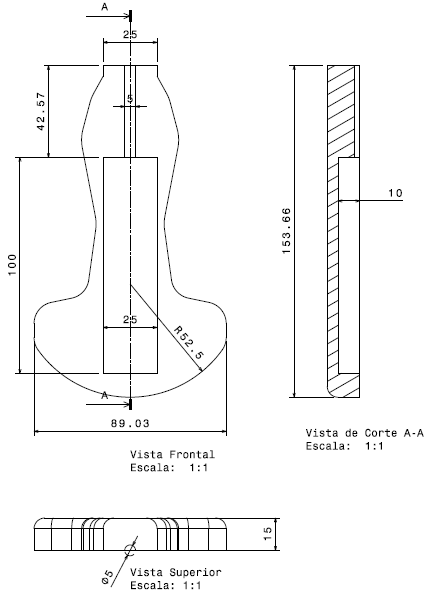 A
25
5
42.57
100
153.66
10
25
R52.5
A
89.03
Vista Frontal
Escala: 1:1
Vista de Corte A-A
Escala: 1:1
15
Ø5
Vista Superior
Escala: 1:1